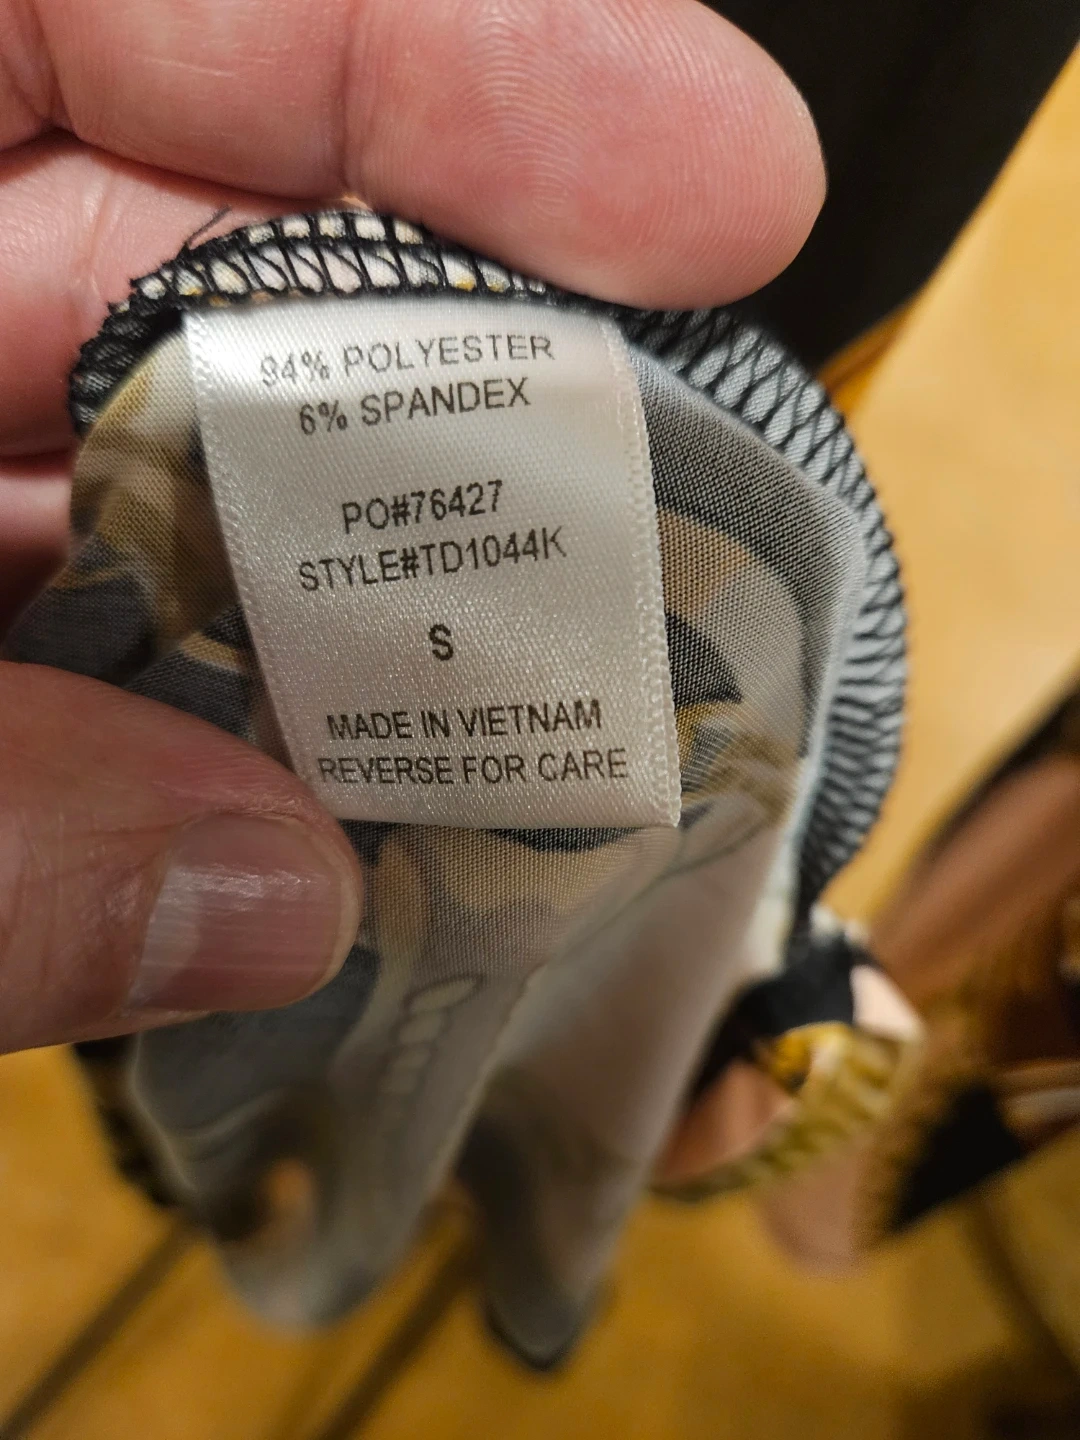 94% POLYESTER
6% SPANDEX
PO#76427
STYLE#TD1044K
S
MADE IN VIETNAM
REVERSE FOR CARE